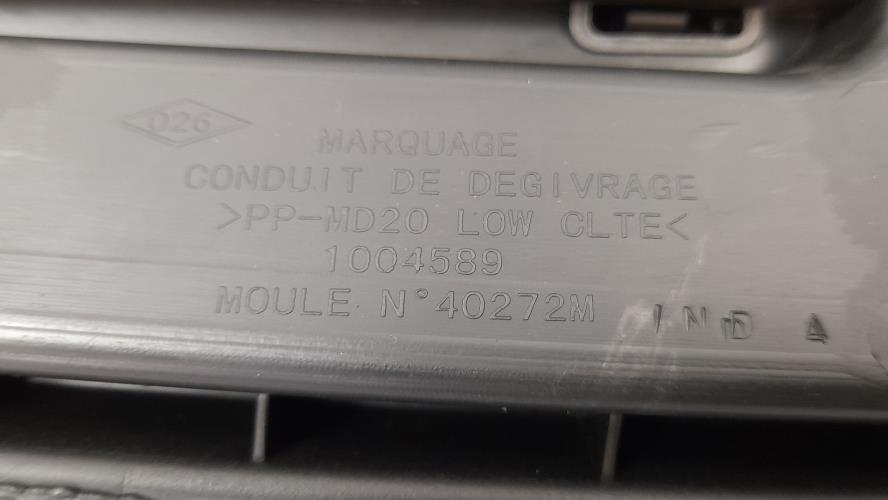 026
MARQUAGE
CONDUIT DE DEGIVRAGE
>PP-MD20 LOW CLTE<
1004589
MOULE N°40272M IND A